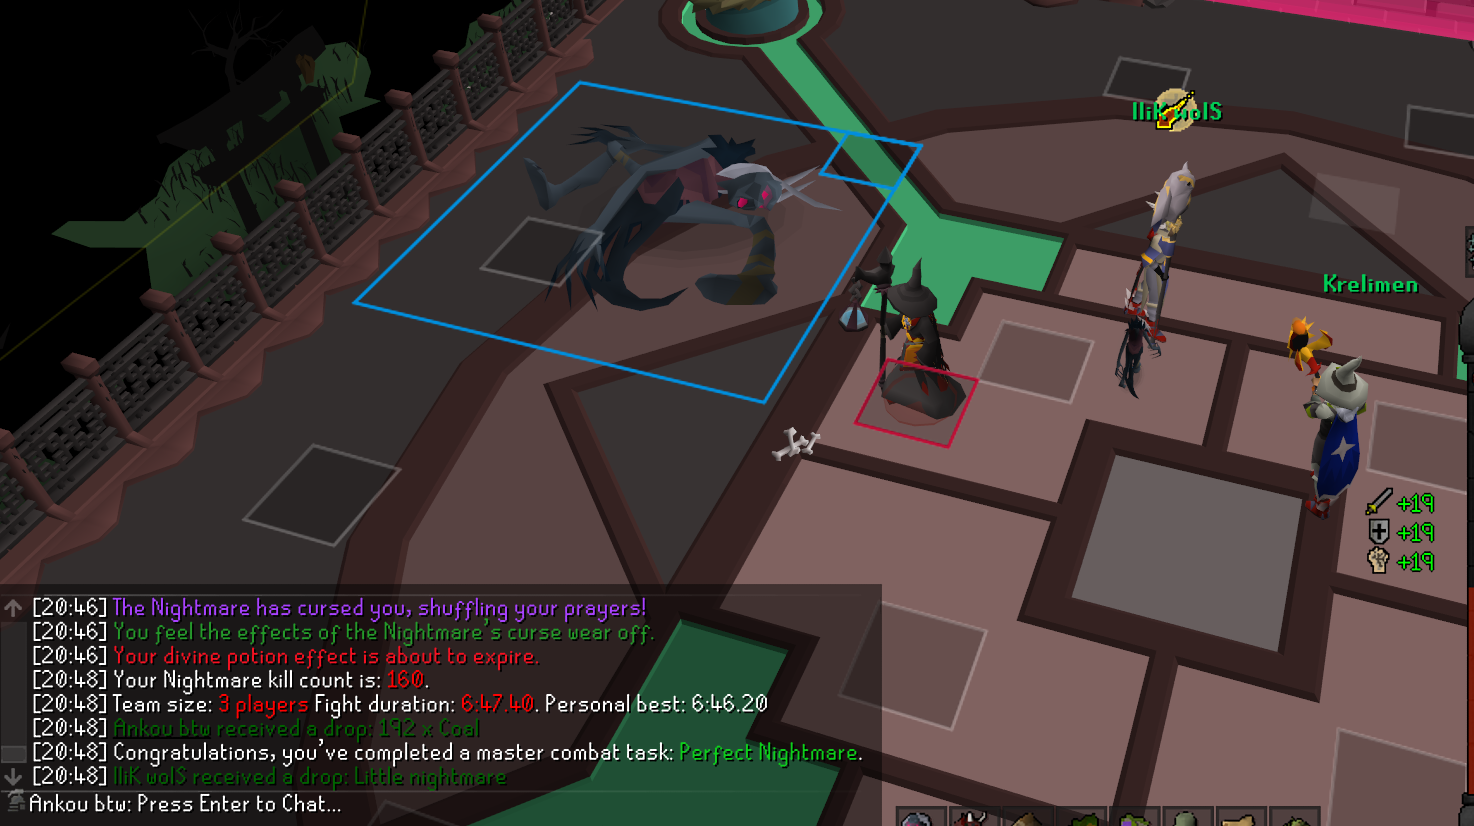 lliK wolS
Krelimen
+19
+19
+19
[20:46] The Nightmare has cursed you, shuffling your prayers!
[20:46] You feel the effects of the Nightmare's curse wear off.
[20:46] Your divine potion effect is about to expire.
[20:48] Your Nightmare kill count is: 160.
[20:48] Team size: 3 players Fight duration: 6:47.40. Personal best: 6:46.20
[20:48] Ankou btw received a drop: 192 x Coal
[20:48] Congratulations, you've completed a master combat task: Perfect Nightmare.
[20:48] lliK wolS received a drop: Little nightmare
Ankou btw: Press Enter to Chat...